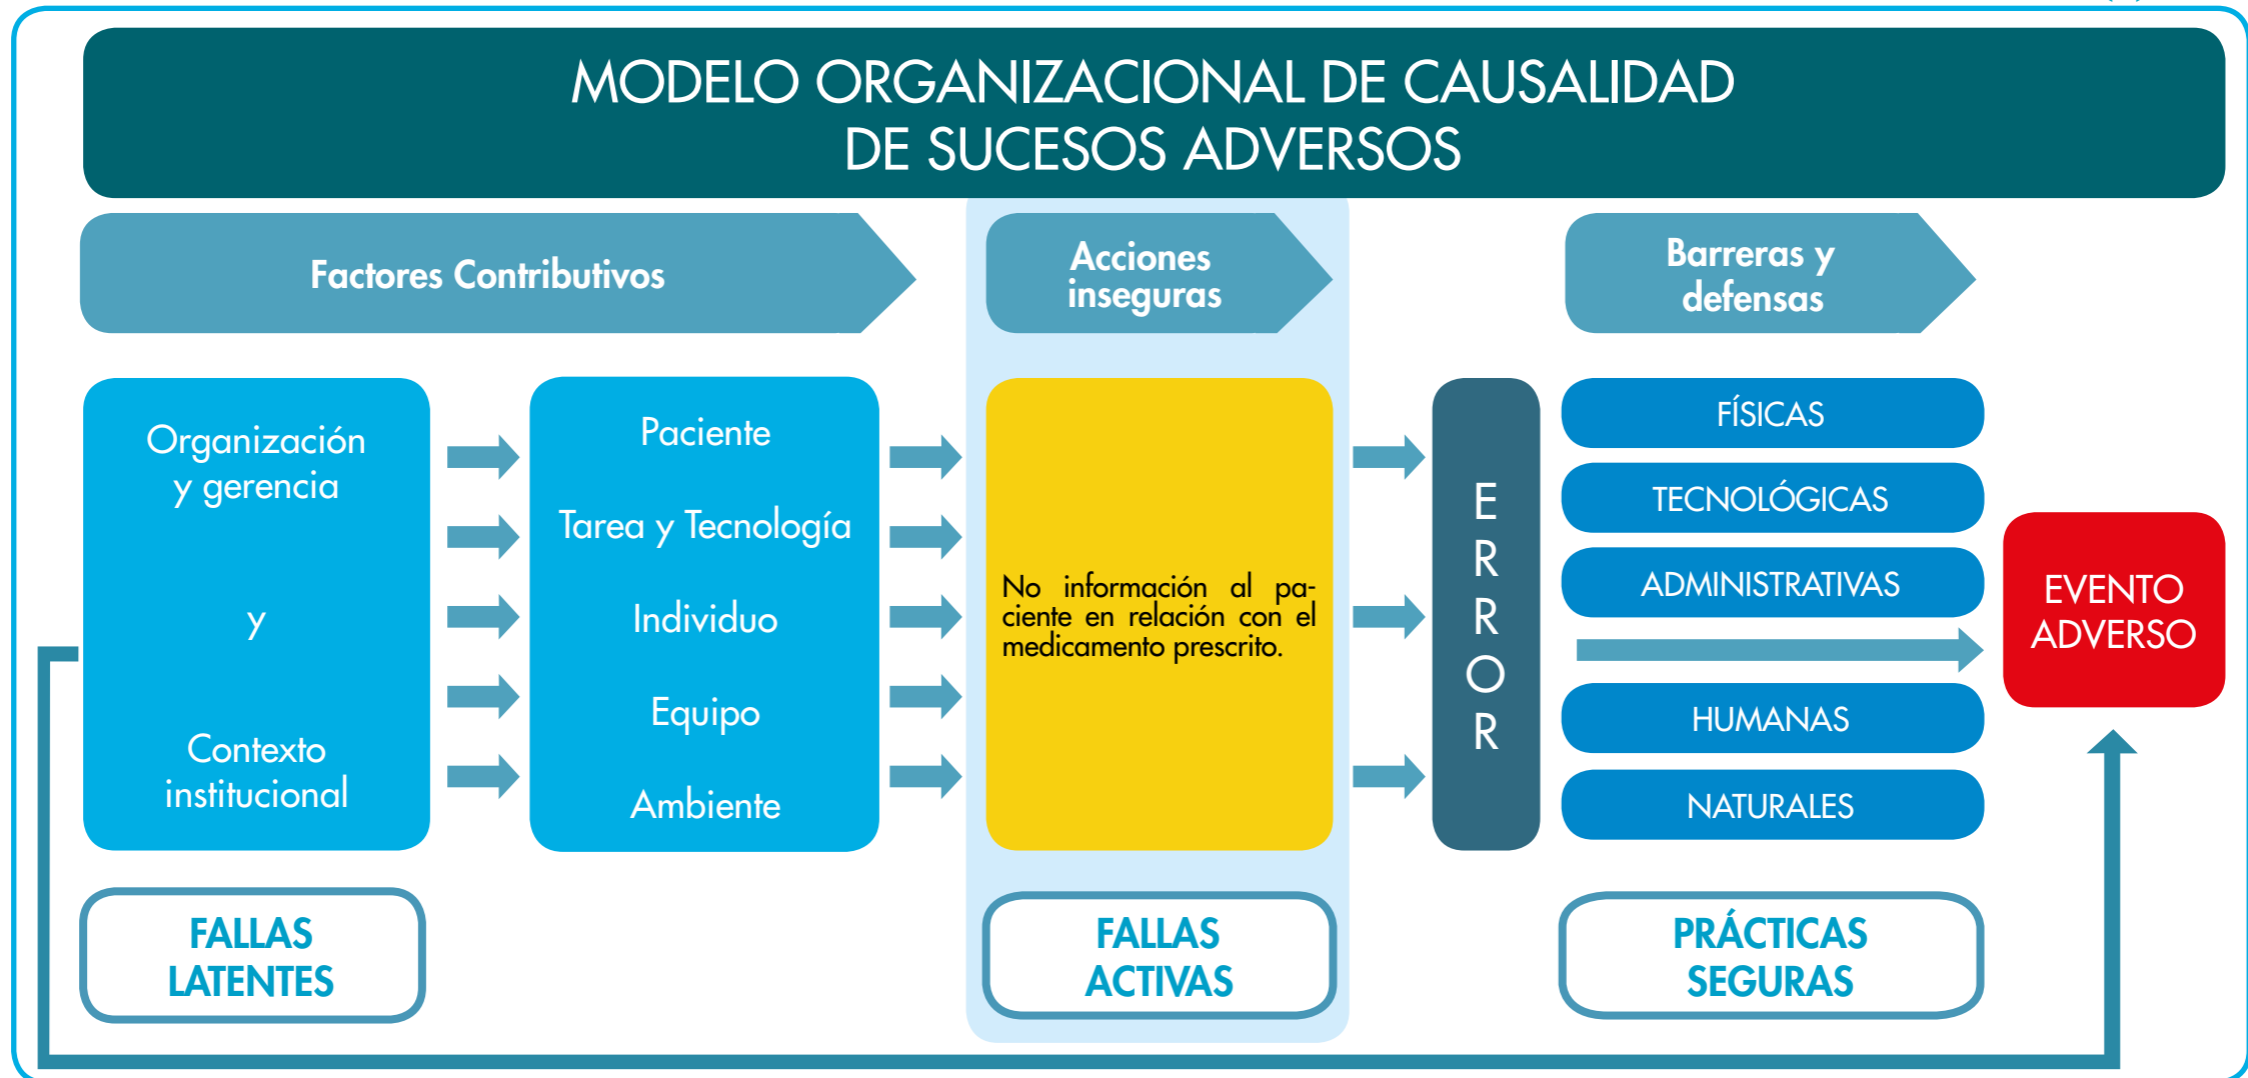 MODELO ORGANIZACIONAL DE CAUSALIDAD
DE SUCESOS ADVERSOS
Factores Contributivos
Acciones
inseguras
Barreras y
defensas
Organización
y gerencia
y
Contexto
institucional
Paciente
Tarea y Tecnología
Individuo
Equipo
Ambiente
No información al pa-
ciente en relación con el
medicamento prescrito.
E
R
R
O
R
FÍSICAS
TECNOLÓGICAS
ADMINISTRATIVAS
HUMANAS
NATURALES
EVENTO
ADVERSO
FALLAS
LATENTES
FALLAS
ACTIVAS
PRÁCTICAS
SEGURAS